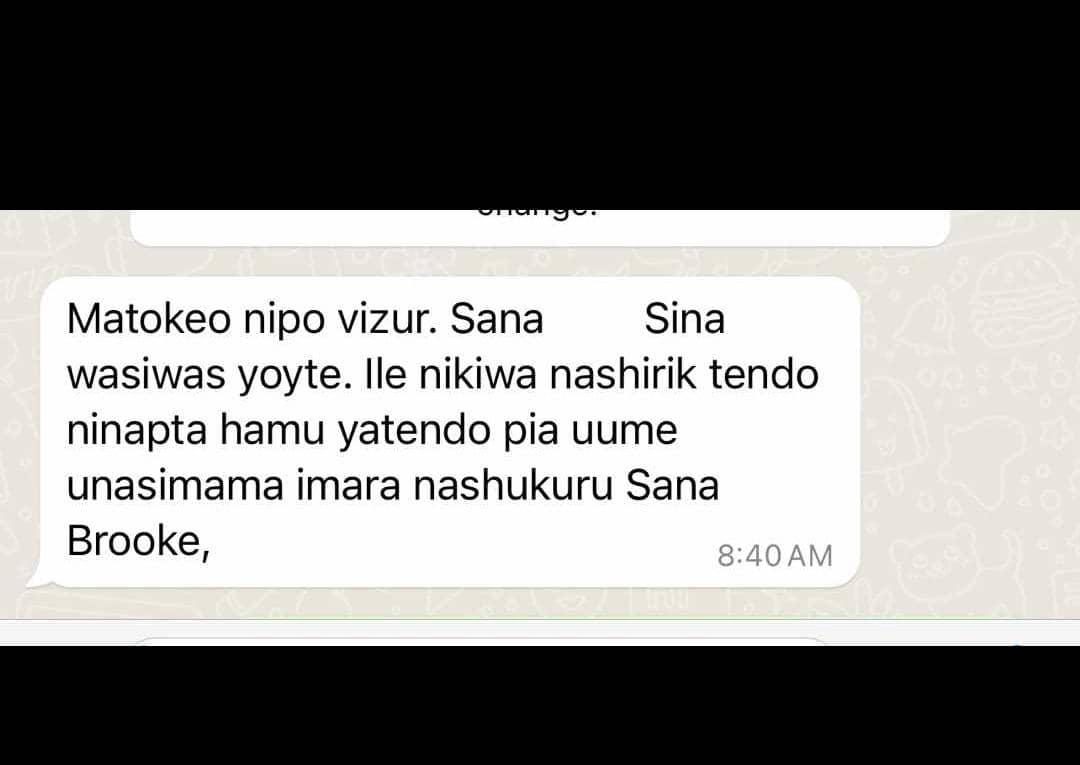 Matokeo nipo vizur. Sana Sina
wasiwas yoyte. Ile nikiwa nashirik tendo
ninapta hamu yatendo pia uume
unasimama imara nashukuru Sana
Brooke,
8:40 AM